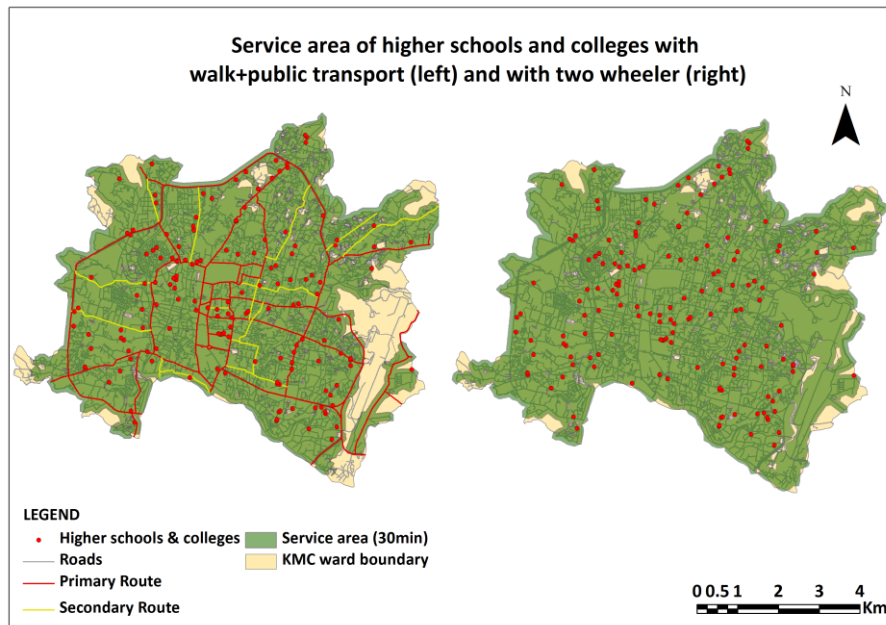 Service area of higher schools and colleges with
walk+public transport (left) and with two wheeler (right)
N
LEGEND
Higher schools & colleges
Service area (30min)
Roads
KMC ward boundary
Primary Route
Secondary Route
0 0.5 1 2 3 4
Km